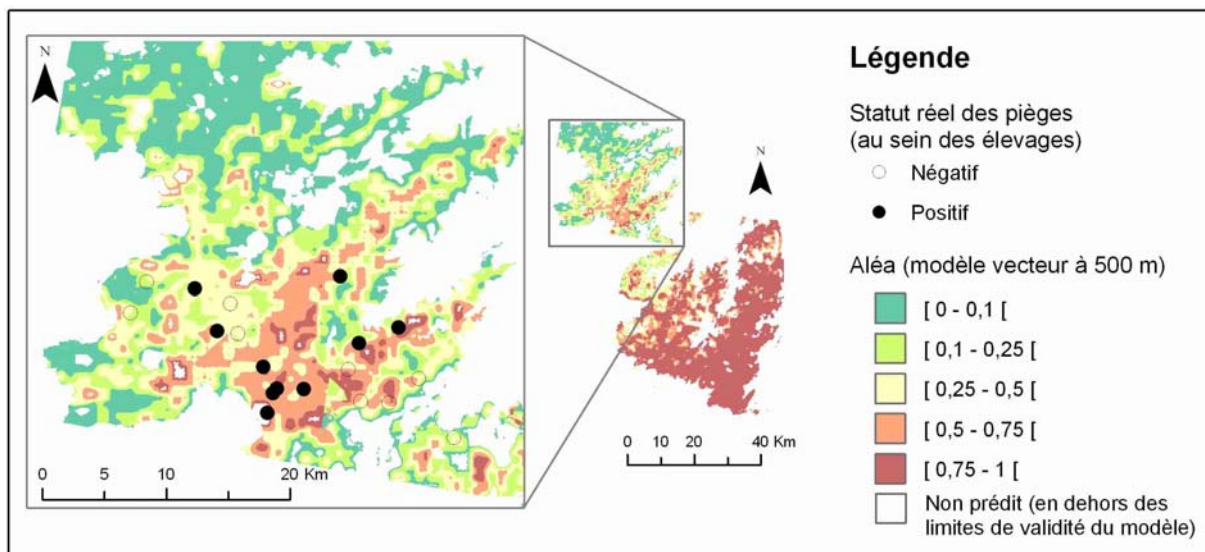 N
0 5 10 20 Km
N
0 20 40 Km
Légende
Statut réel des pièges
(au sein des élevages)
Négatif
Positif
Aléa (modèle vecteur à 500 m)
[ 0 - 0,1 [
[ 0,1 - 0,25 [
[ 0,25 - 0,5 [
[ 0,5 - 0,75 [
[ 0,75 - 1 [
Non prédit (en dehors des
limites de validité du modèle)